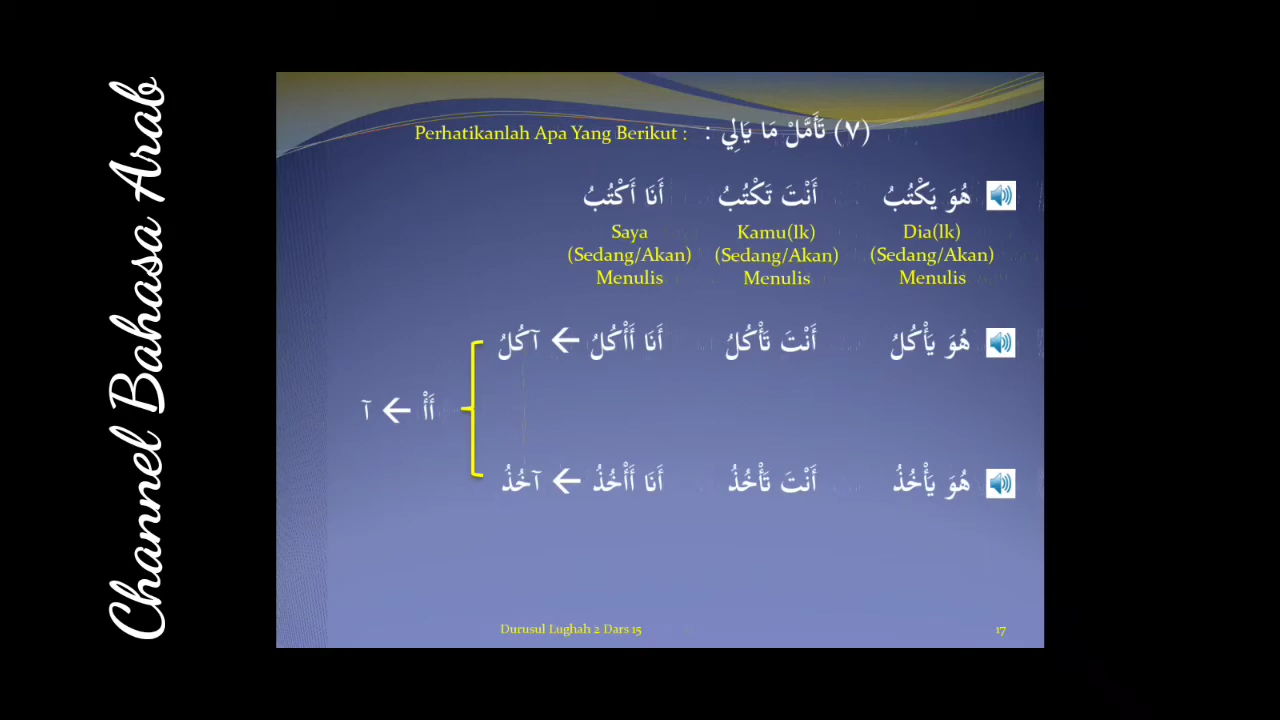 Channel Bahasa Arab
(٧) تَأَمَّلْ مَا يَالِي : Perhatikanlah Apa Yang Berikut :
هُوَ يَكْتُبُ أَنْتَ تَكْتُبُ أَنَا أَكْتُبُ
Dia(lk) Kamu(lk) Saya
(Sedang/Akan) (Sedang/Akan) (Sedang/Akan)
Menulis Menulis Menulis
هُوَ يَأْكُلُ أَنْتَ تَأْكُلُ أَنَا أَأْكُلُ ← آكُلُ
أَأْ ← آ
هُوَ يَأْخُذُ أَنْتَ تَأْخُذُ أَنَا أَأْخُذُ ← آخُذُ
Durusul Lughah 2 Dars 15 17